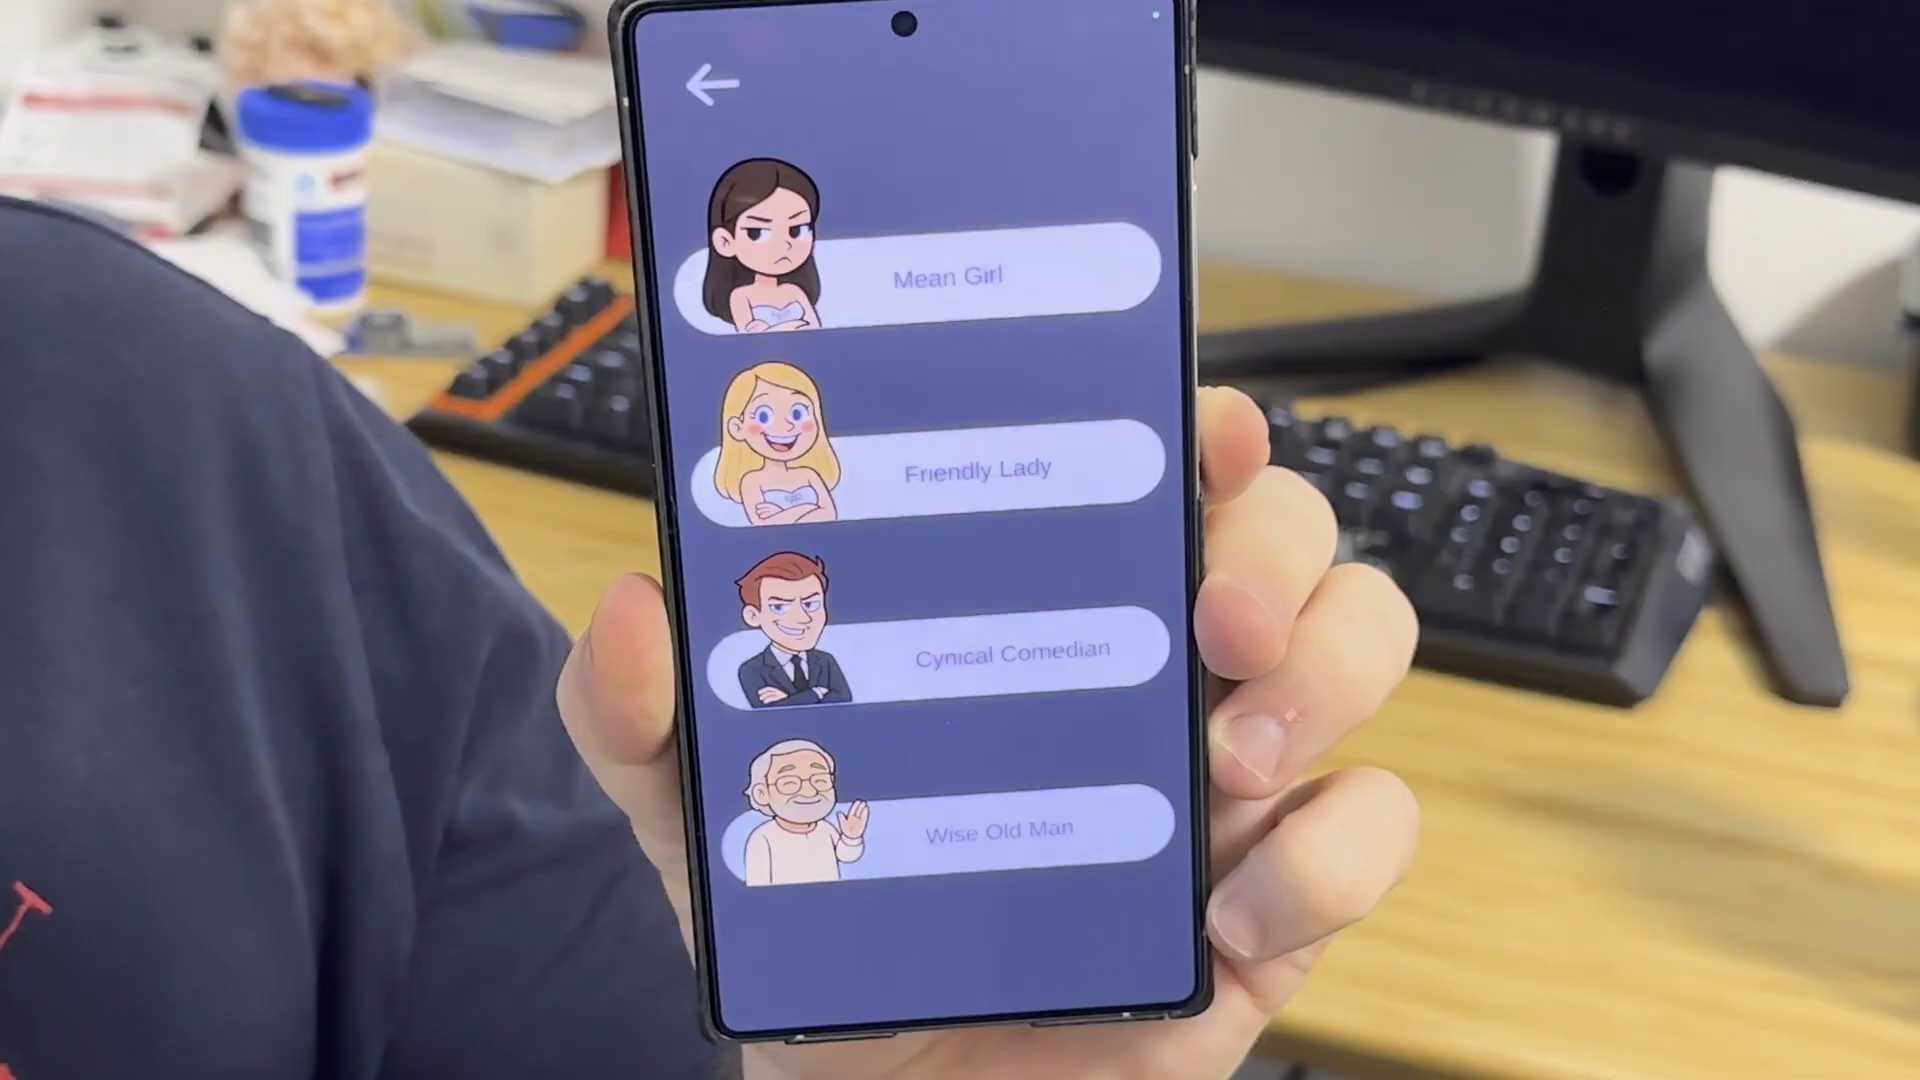 Mean Girl
Friendly Lady
Cynical Comedian
Wise Old Man